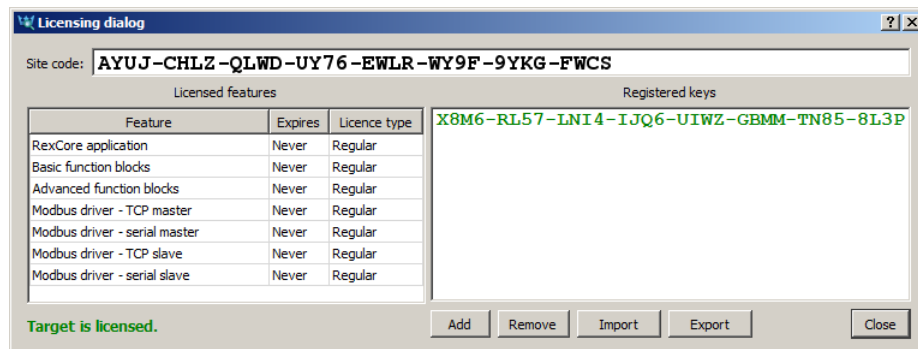 Licensing dialog
Site code: AYUJ-CHLZ-QLWD-UY76-EWLR-WY9F-9YKG-FWCS
Licensed features
Registered keys
Feature Expires Licence type
X8M6-RL57-LNI4-IJQ6-UIWZ-GBMM-TN85-8L3P
RexCore application Never Regular
Basic function blocks Never Regular
Advanced function blocks Never Regular
Modbus driver - TCP master Never Regular
Modbus driver - serial master Never Regular
Modbus driver - TCP slave Never Regular
Modbus driver - serial slave Never Regular
Target is licensed.
Add Remove Import Export Close